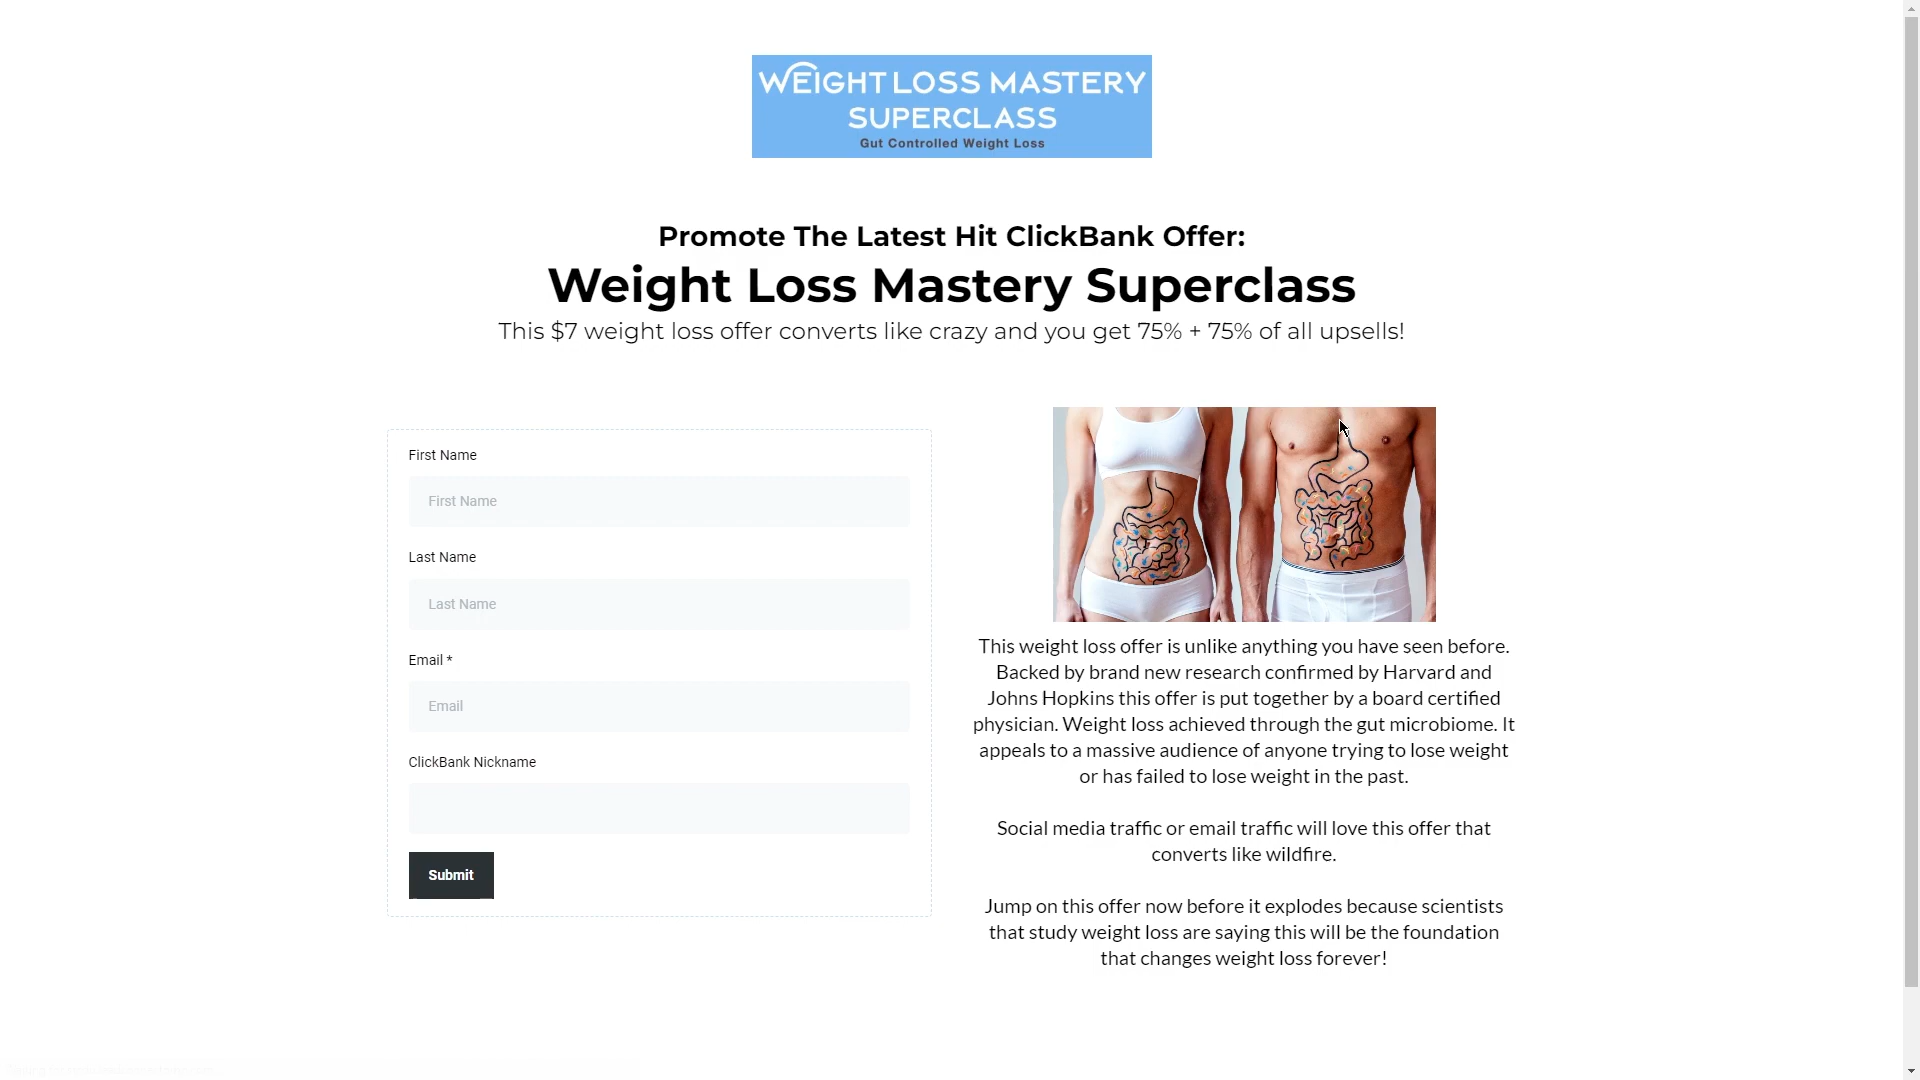 WEIGHT LOSS MASTERY
SUPERCLASS
Gut Controlled Weight Loss
Promote The Latest Hit ClickBank Offer:
Weight Loss Mastery Superclass
This $7 weight loss offer converts like crazy and you get 75% + 75% of all upsells!
First Name
First Name
Last Name
Last Name
Email *
Email
ClickBank Nickname
Submit
This weight loss offer is unlike anything you have seen before.
Backed by brand new research confirmed by Harvard and
Johns Hopkins this offer is put together by a board certified
physician. Weight loss achieved through the gut microbiome. It
appeals to a massive audience of anyone trying to lose weight
or has failed to lose weight in the past.
Social media traffic or email traffic will love this offer that
converts like wildfire.
Jump on this offer now before it explodes because scientists
that study weight loss are saying this will be the foundation
that changes weight loss forever!